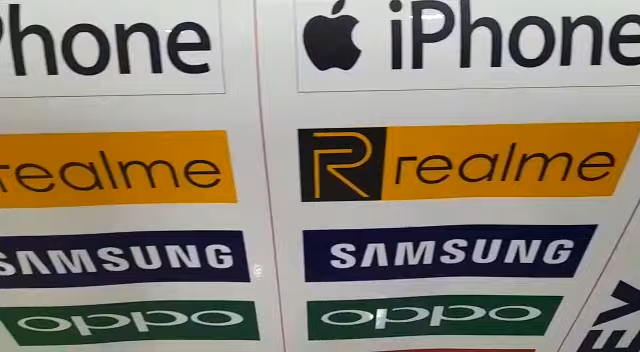 Phone iPhone
realme realme
SAMSUNG SAMSUNG
oppo oppo